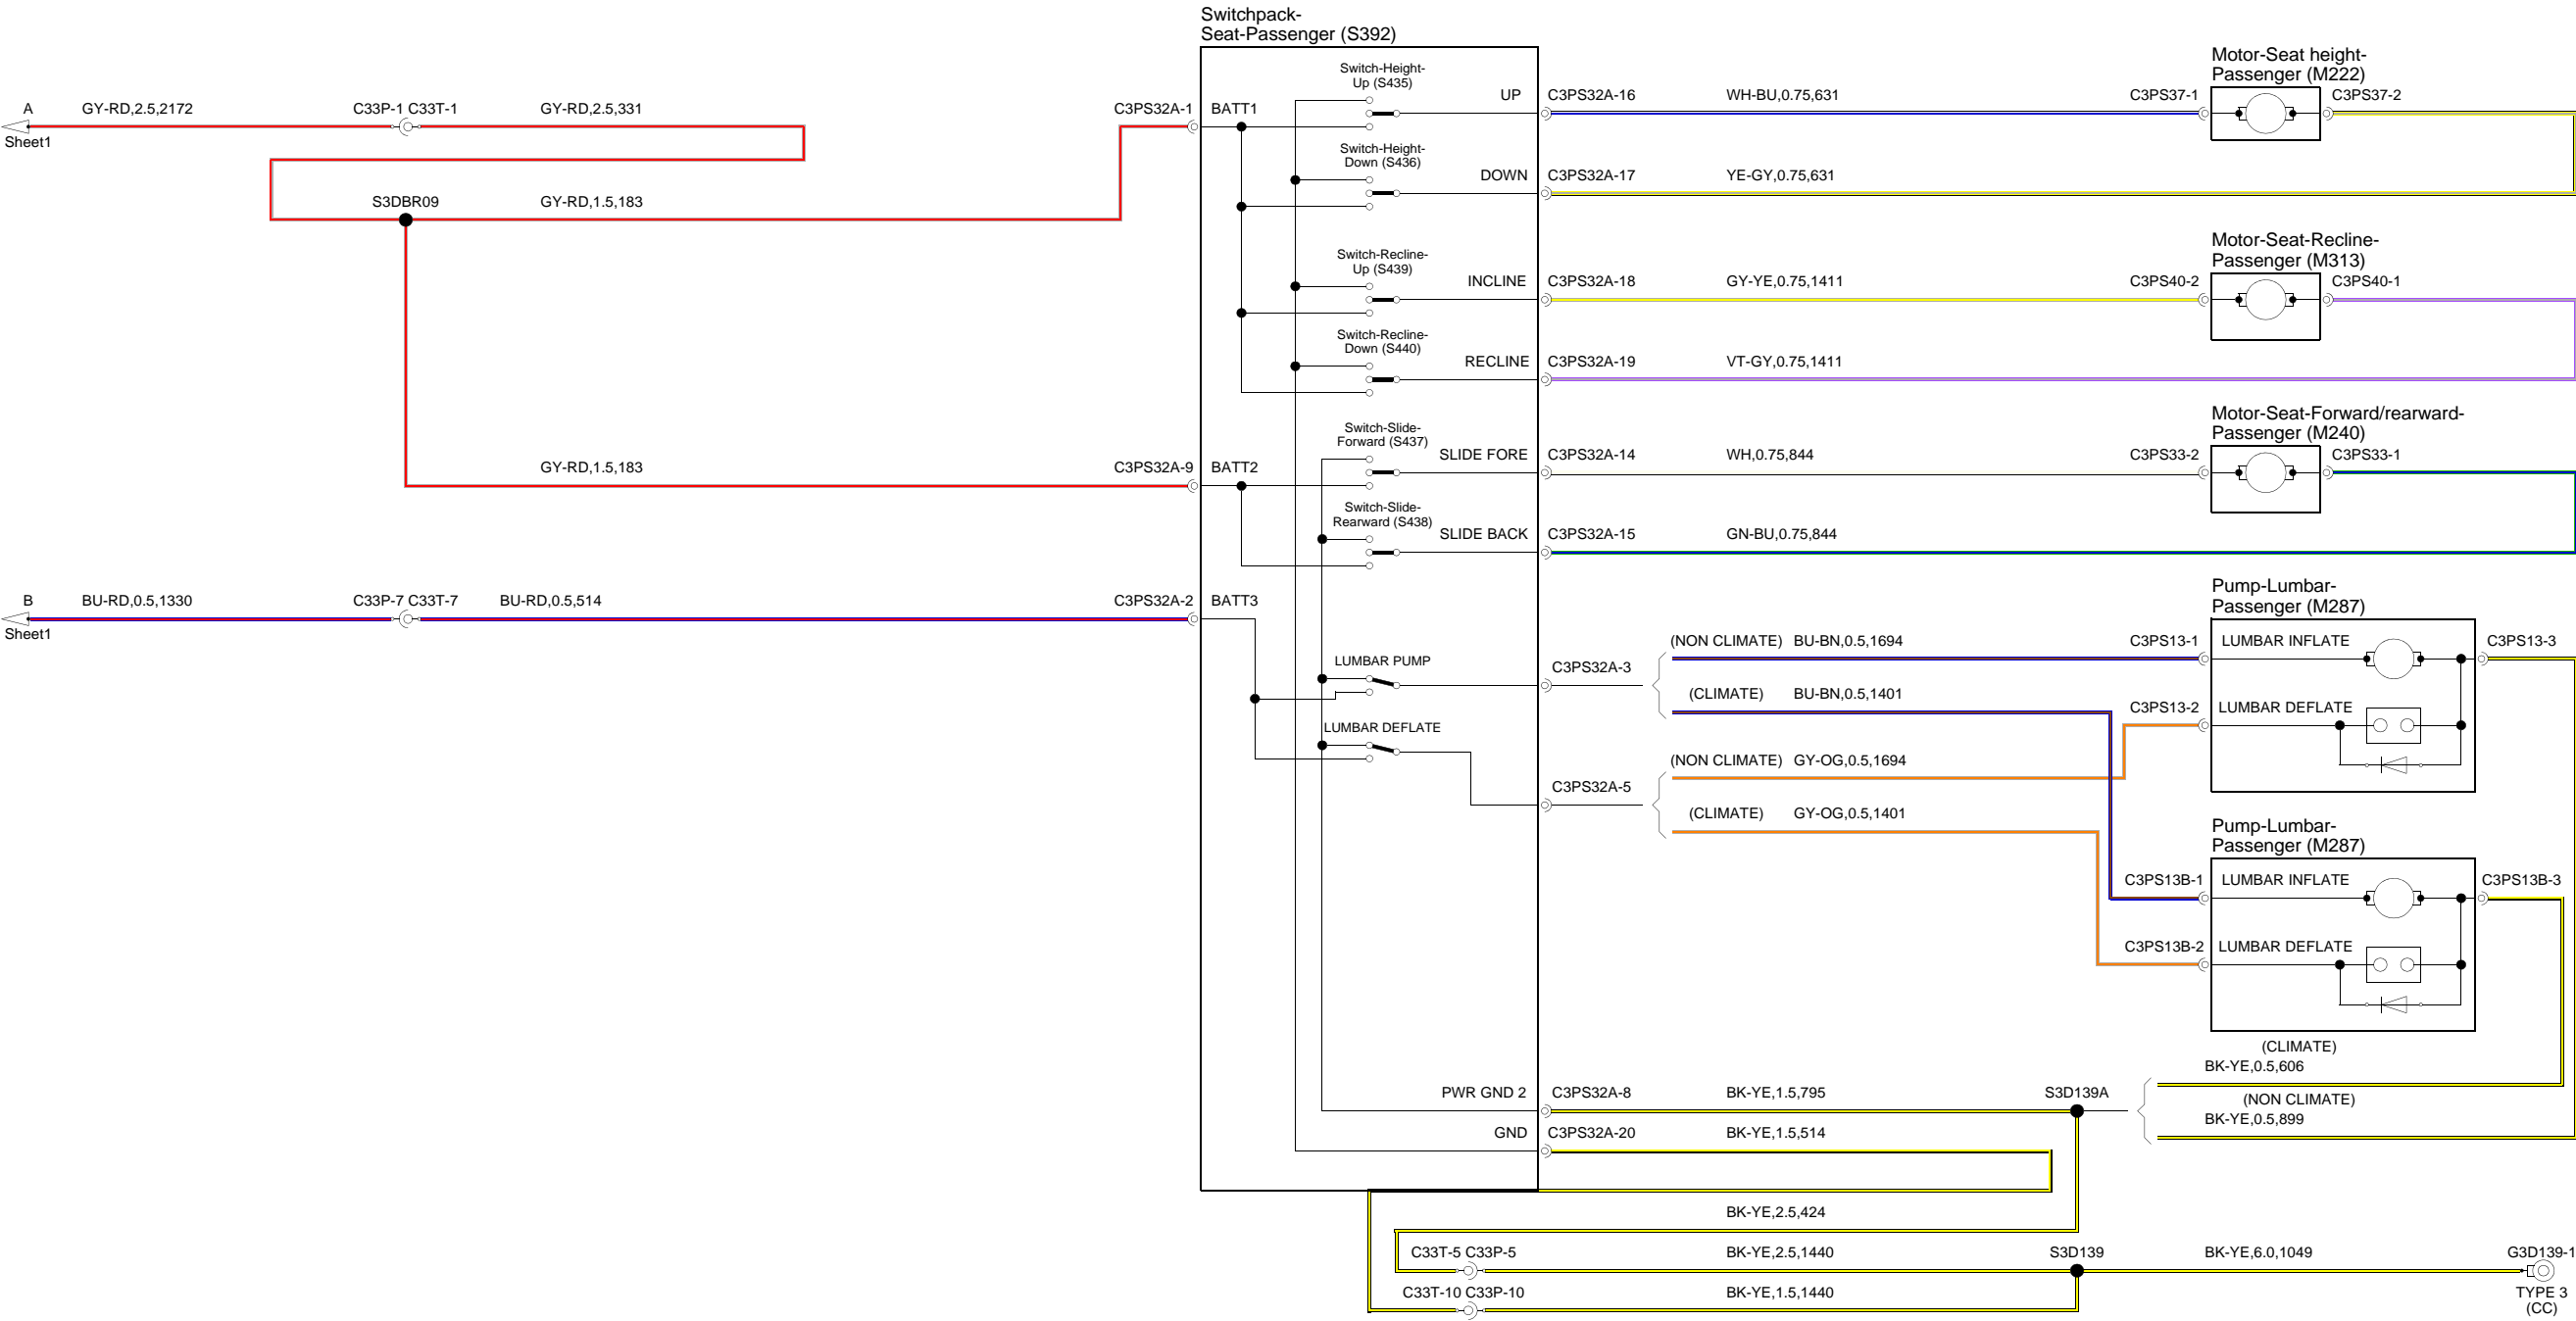 Switchpack-
Seat-Passenger (S392)
A
GY-RD,2.5,2172
C33P-1 C33T-1
GY-RD,2.5,331
Sheet1
S3DBR09
GY-RD,1.5,183
GY-RD,1.5,183
B
BU-RD,0.5,1330
C33P-7 C33T-7
BU-RD,0.5,514
Sheet1
C3PS32A-1
BATT1
C3PS32A-9
BATT2
C3PS32A-2
BATT3
Switch-Height-
Up (S435)
UP
Switch-Height-
Down (S436)
DOWN
Switch-Recline-
Up (S439)
INCLINE
Switch-Recline-
Down (S440)
RECLINE
Switch-Slide-
Forward (S437)
SLIDE FORE
Switch-Slide-
Rearward (S438)
SLIDE BACK
LUMBAR PUMP
LUMBAR DEFLATE
PWR GND 2
GND
C3PS32A-16
WH-BU,0.75,631
C3PS37-1
Motor-Seat height-
Passenger (M222)
C3PS37-2
C3PS32A-17
YE-GY,0.75,631
C3PS32A-18
GY-YE,0.75,1411
C3PS40-2
Motor-Seat-Recline-
Passenger (M313)
C3PS40-1
C3PS32A-19
VT-GY,0.75,1411
C3PS32A-14
WH,0.75,844
C3PS33-2
Motor-Seat-Forward/rearward-
Passenger (M240)
C3PS33-1
C3PS32A-15
GN-BU,0.75,844
C3PS32A-3
(NON CLIMATE) BU-BN,0.5,1694
(CLIMATE) BU-BN,0.5,1401
C3PS32A-5
(NON CLIMATE) GY-OG,0.5,1694
(CLIMATE) GY-OG,0.5,1401
Pump-Lumbar-
Passenger (M287)
C3PS13-1
LUMBAR INFLATE
C3PS13-3
C3PS13-2
LUMBAR DEFLATE
Pump-Lumbar-
Passenger (M287)
C3PS13B-1
LUMBAR INFLATE
C3PS13B-3
C3PS13B-2
LUMBAR DEFLATE
(CLIMATE)
BK-YE,0.5,606
(NON CLIMATE)
BK-YE,0.5,899
C3PS32A-8
BK-YE,1.5,795
S3D139A
C3PS32A-20
BK-YE,1.5,514
BK-YE,2.5,424
C33T-5 C33P-5
BK-YE,2.5,1440
S3D139
BK-YE,6.0,1049
G3D139-1
C33T-10 C33P-10
BK-YE,1.5,1440
TYPE 3
(CC)